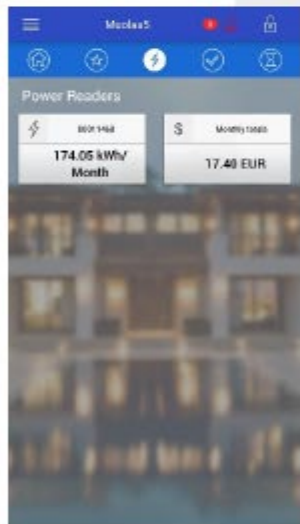 Power Readers
Monthly totals
174.05 kWh/
Month
17.40 EUR